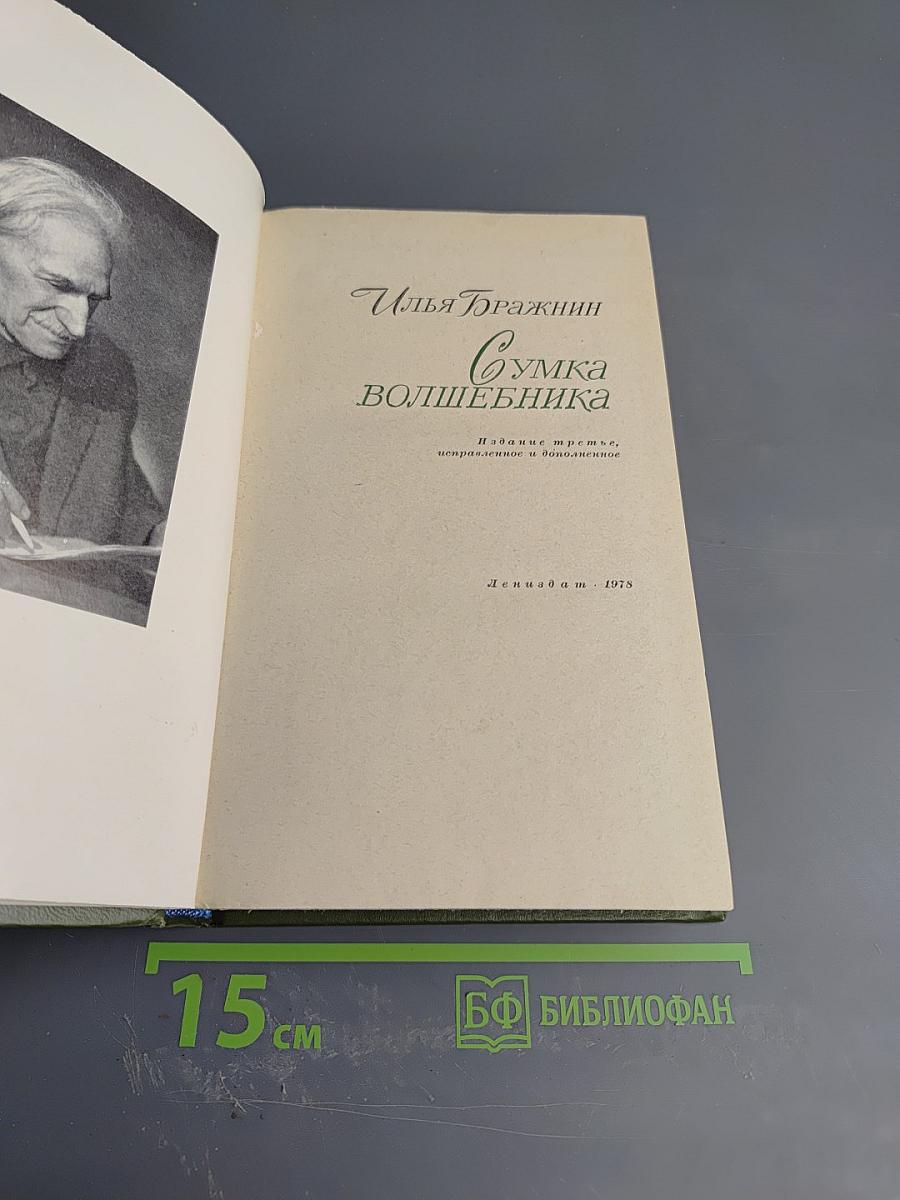 Илья Бражнин
Сумка
волшебника
Издание третье,
исправленное и дополненное
Лениздат · 1978
15 см
БФ БИБЛИОФАН